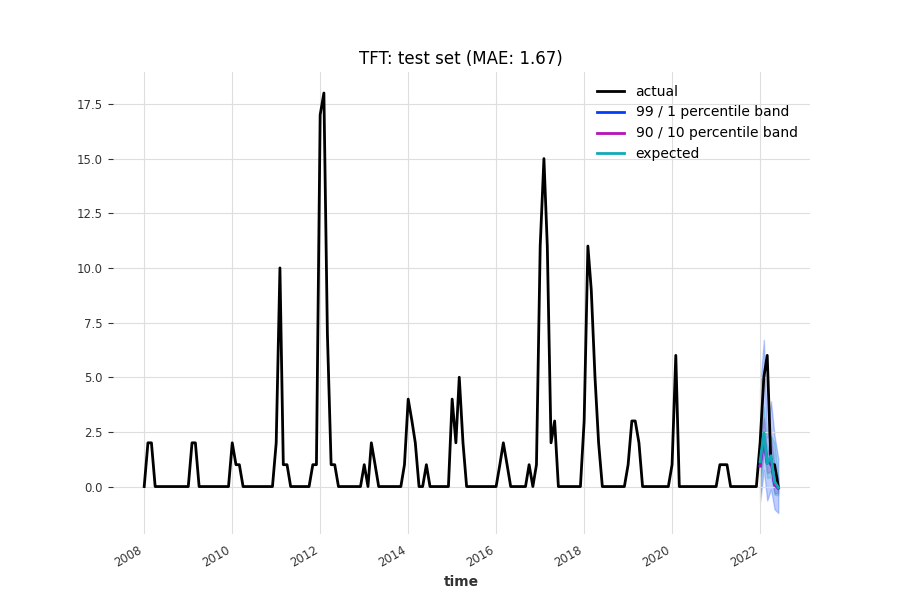 TFT: test set (MAE: 1.67)
actual
99 / 1 percentile band
90 / 10 percentile band
expected
17.5
15.0
12.5
10.0
7.5
5.0
2.5
0.0
2008
2010
2012
2014
2016
2018
2020
2022
time